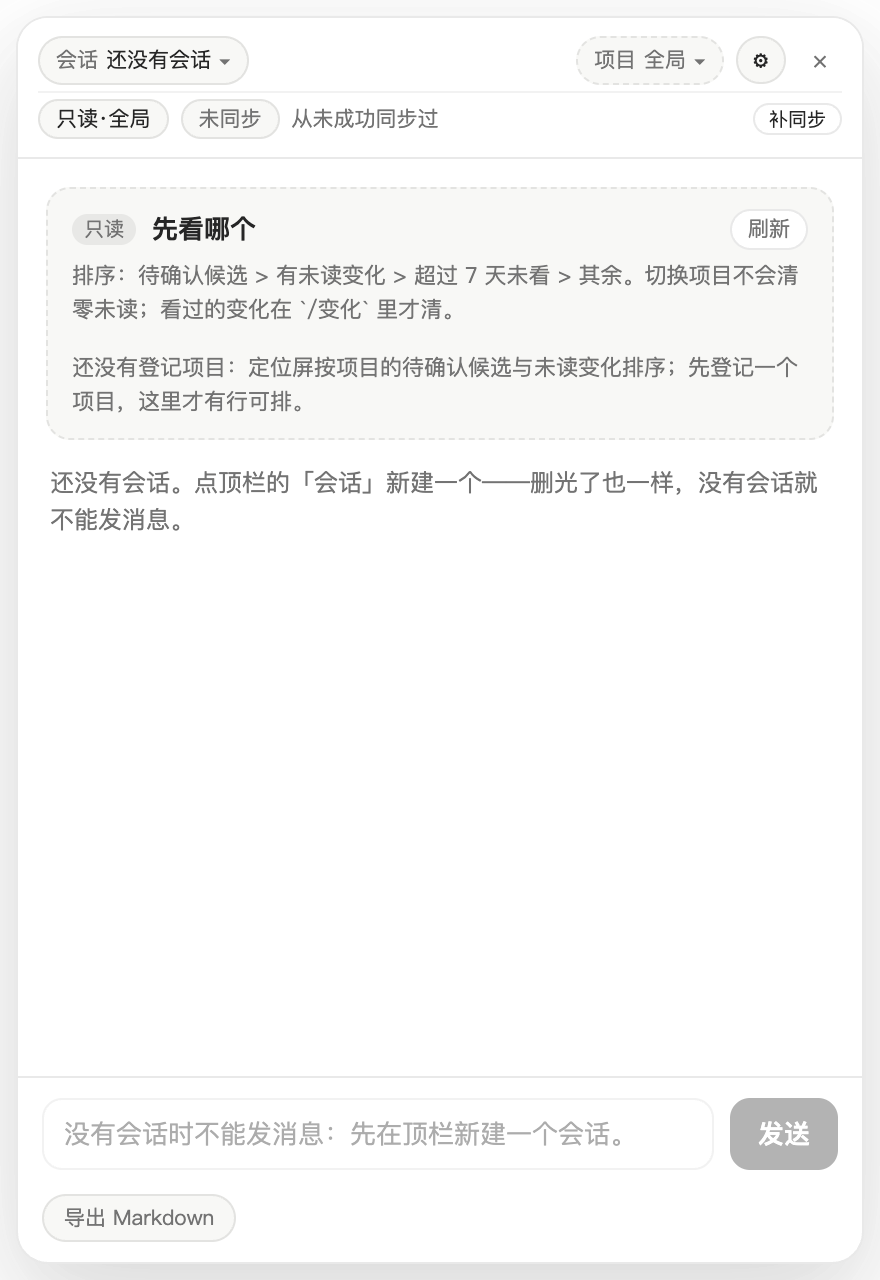 会话 还没有会话
项目 全局
只读·全局 未同步 从未成功同步过 补同步
只读 先看哪个 刷新
排序：待确认候选 > 有未读变化 > 超过 7 天未看 > 其余。切换项目不会清
零未读；看过的变化在 `/变化` 里才清。
还没有登记项目：定位屏按项目的待确认候选与未读变化排序；先登记一个
项目，这里才有行可排。
还没有会话。点顶栏的「会话」新建一个——删光了也一样，没有会话就
不能发消息。
没有会话时不能发消息：先在顶栏新建一个会话。 发送
导出 Markdown